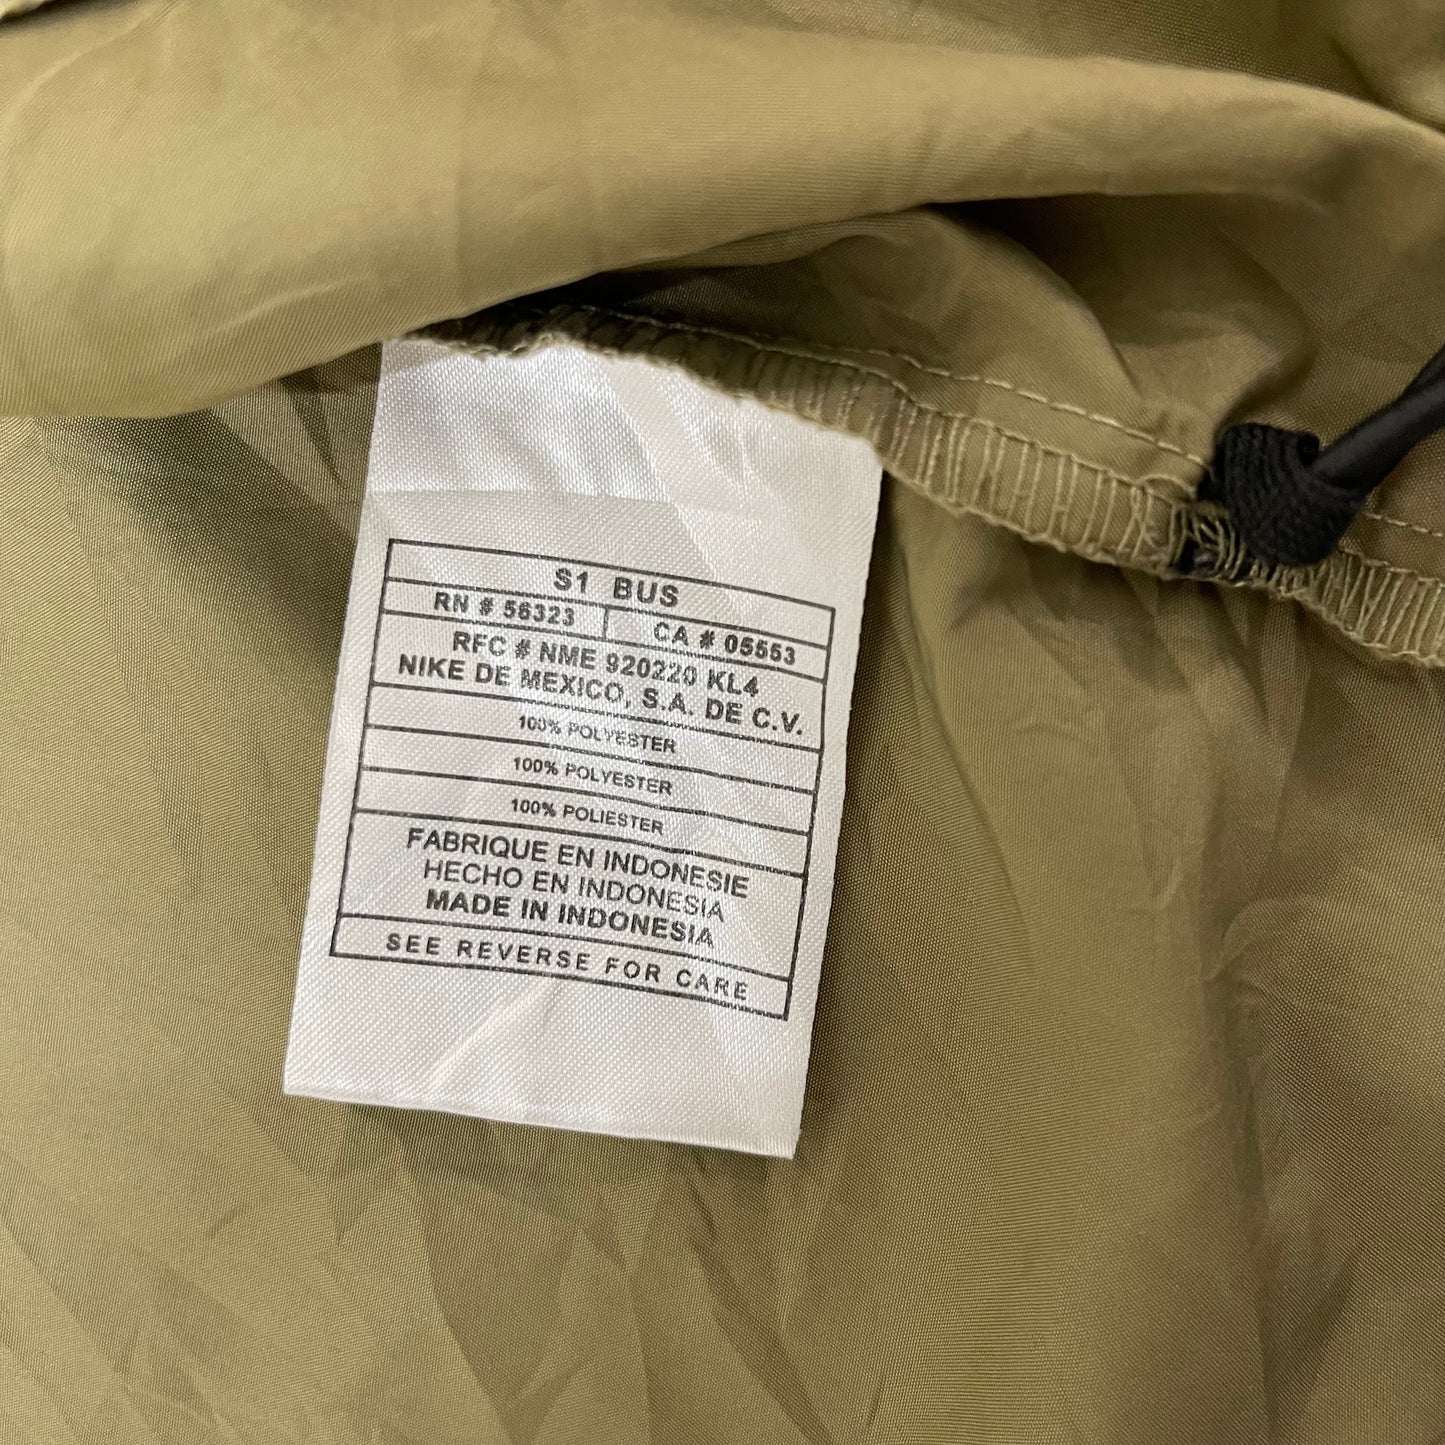 S1 BUS
RN # 56323 CA # 05553
RFC # NME 920220 KL4
NIKE DE MEXICO, S.A. DE C.V.
100% POLYESTER
100% POLYESTER
100% POLIESTER
FABRIQUE EN INDONESIE
HECHO EN INDONESIA
MADE IN INDONESIA
SEE REVERSE FOR CARE